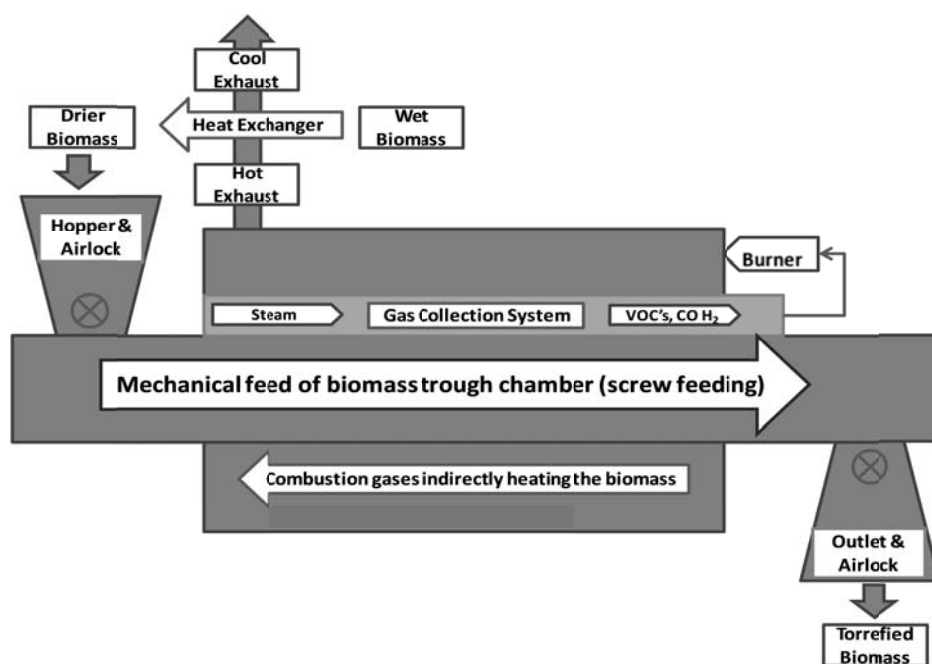 Cool
Exhaust
Drier
Biomass
Heat Exchanger
Wet
Biomass
Hot
Exhaust
Hopper &
Airlock
Burner
Steam
Gas Collection System
VOC's, CO H₂
Mechanical feed of biomass trough chamber (screw feeding)
Combustion gases indirectly heating the biomass
Outlet &
Airlock
Torrefied
Biomass